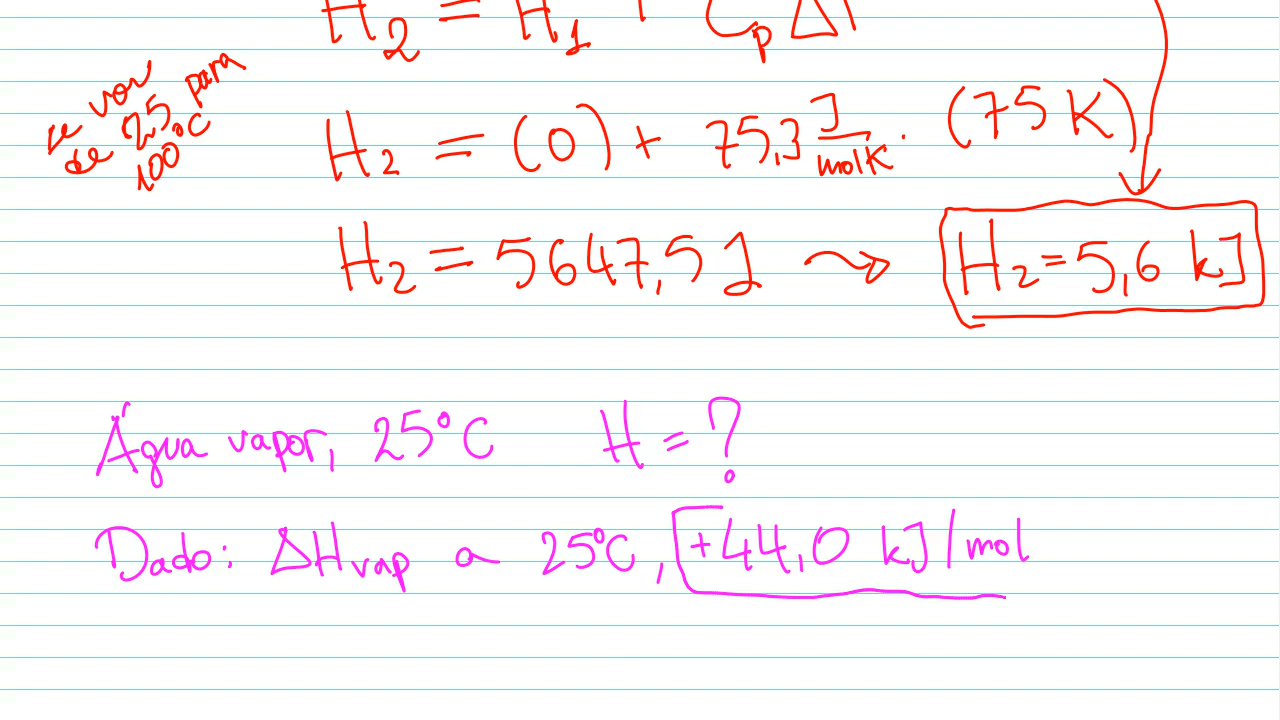 H₂ = H₁ + Cp Δ
se vou
de 25 para
100 °C
H₂ = (0) + 75,3 J/molK . (75 K)
H₂ = 5647,5 J ⇝ H₂ = 5,6 kJ
Água vapor, 25°C H = ?
Dado: ΔHvap a 25°C, +44,0 kJ/mol